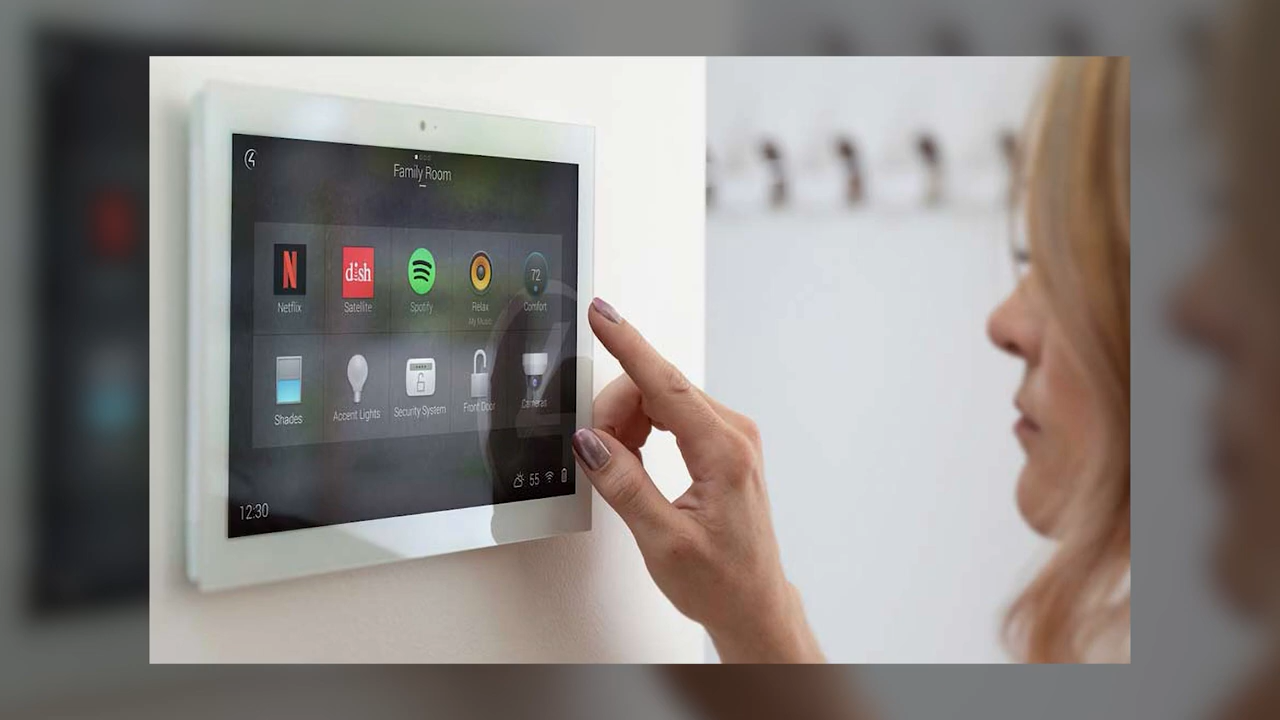 Family Room
N
dish
72
Netflix
Satellite
Spotify
Relax
My Music
Comfort
Shades
Accent Lights
Security System
Front Door
Cameras
12:30
55